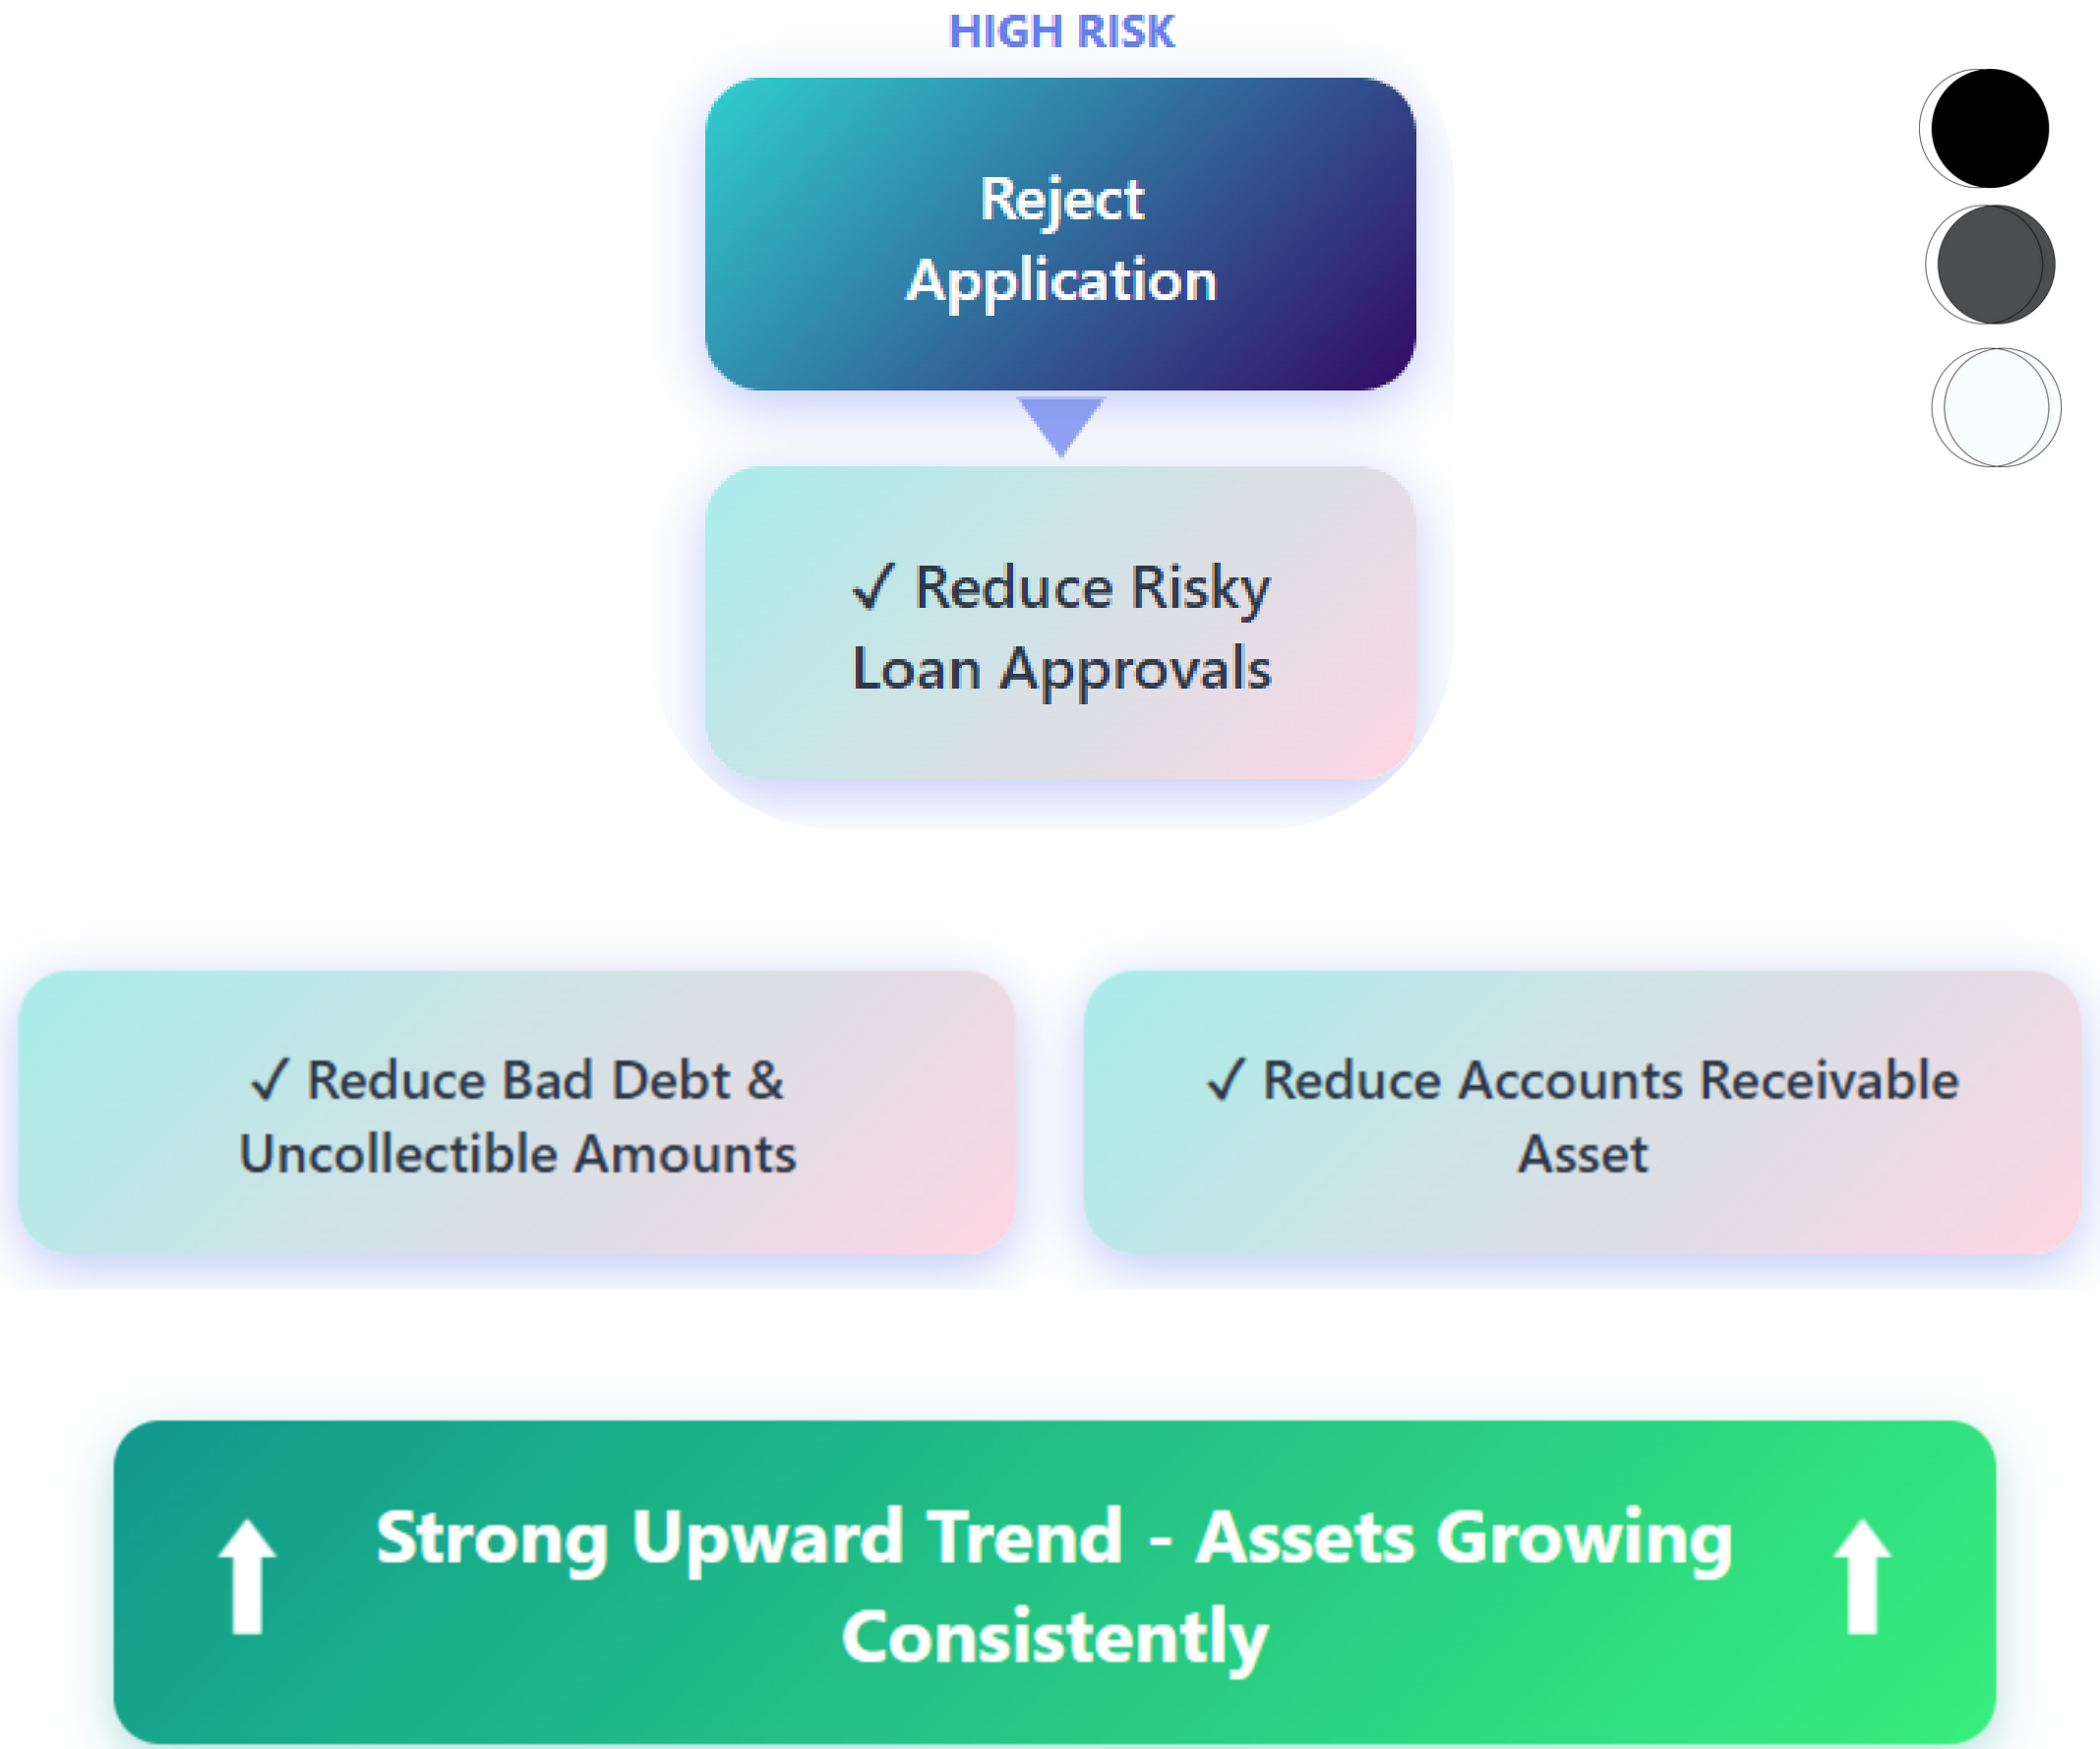 HIGH RISK
Reject
Application
✓ Reduce Risky
Loan Approvals
✓ Reduce Bad Debt &
Uncollectible Amounts
✓ Reduce Accounts Receivable
Asset
Strong Upward Trend - Assets Growing
Consistently